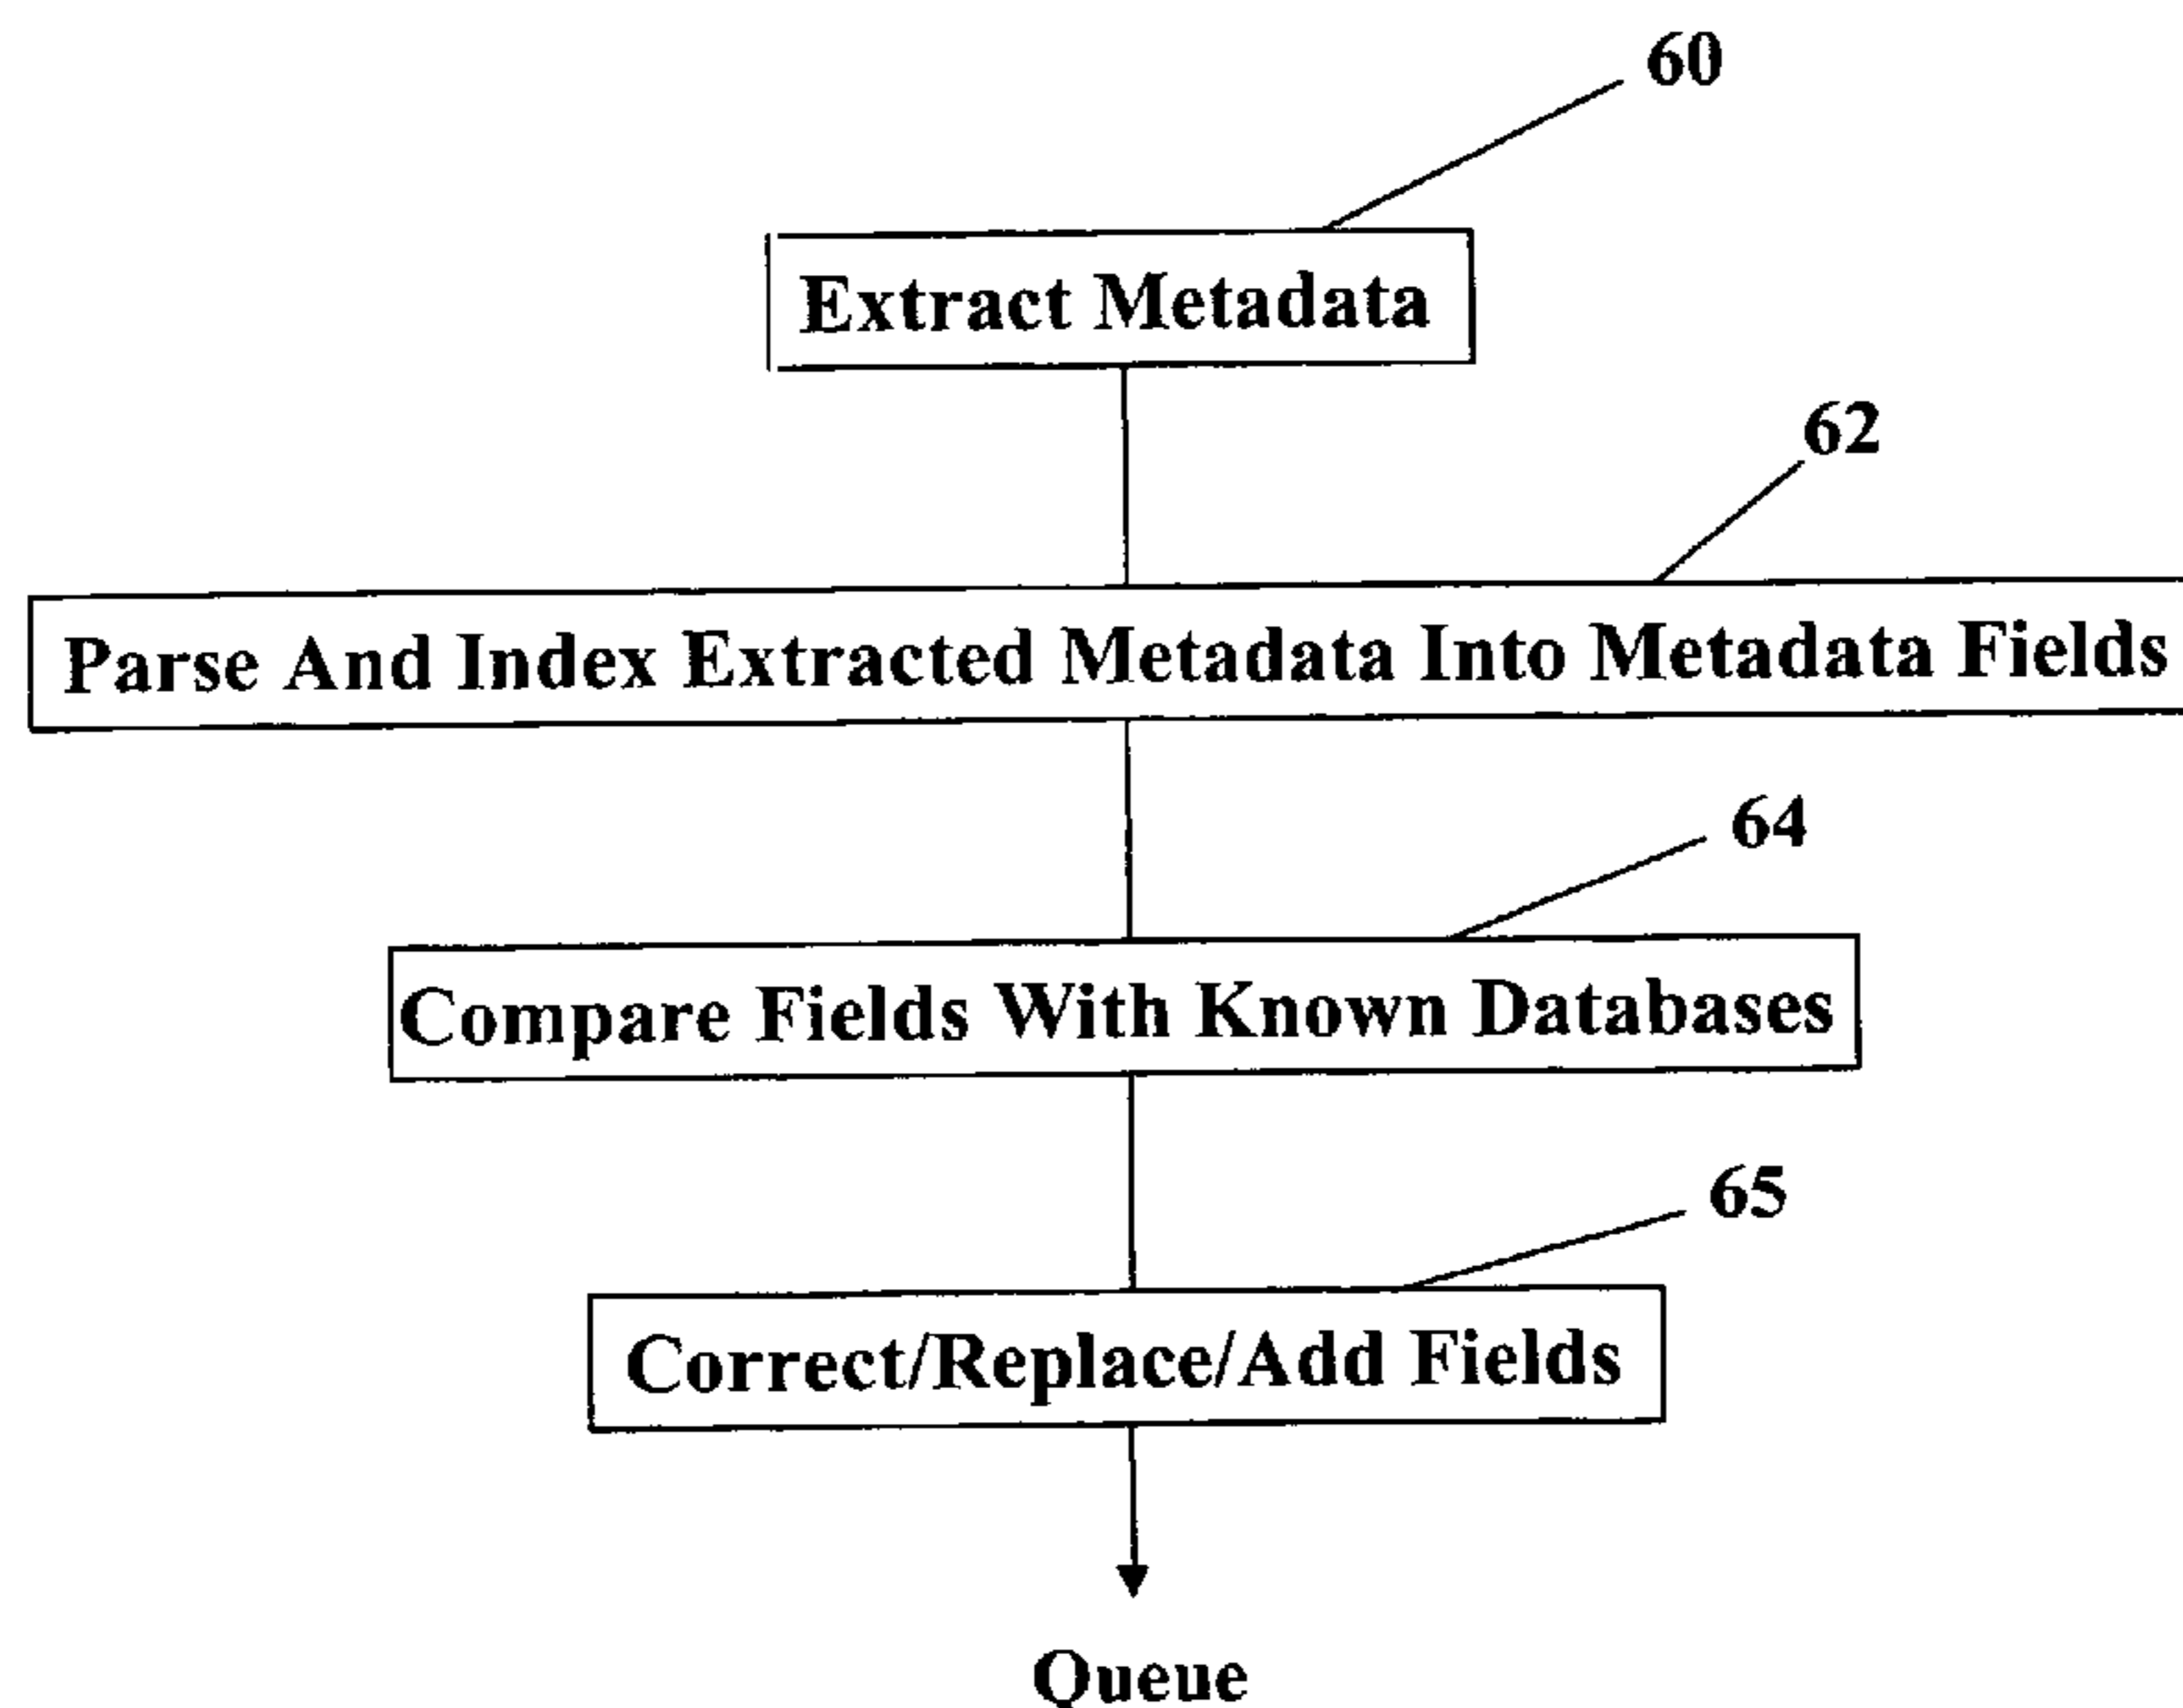 60
Extract Metadata
62
Parse And Index Extracted Metadata Into Metadata Fields
64
Compare Fields With Known Databases
65
Correct/Replace/Add Fields
Queue